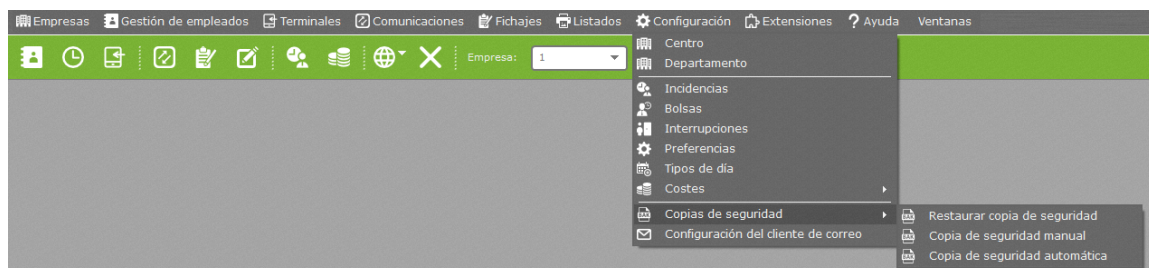 Empresas Gestión de empleados Terminales Comunicaciones Fichajes Listados Configuración Extensiones ? Ayuda Ventanas
Empresa: 1
Centro
Departamento
Incidencias
Bolsas
Interrupciones
Preferencias
Tipos de día
Costes
Copias de seguridad
Configuración del cliente de correo
Restaurar copia de seguridad
Copia de seguridad manual
Copia de seguridad automática